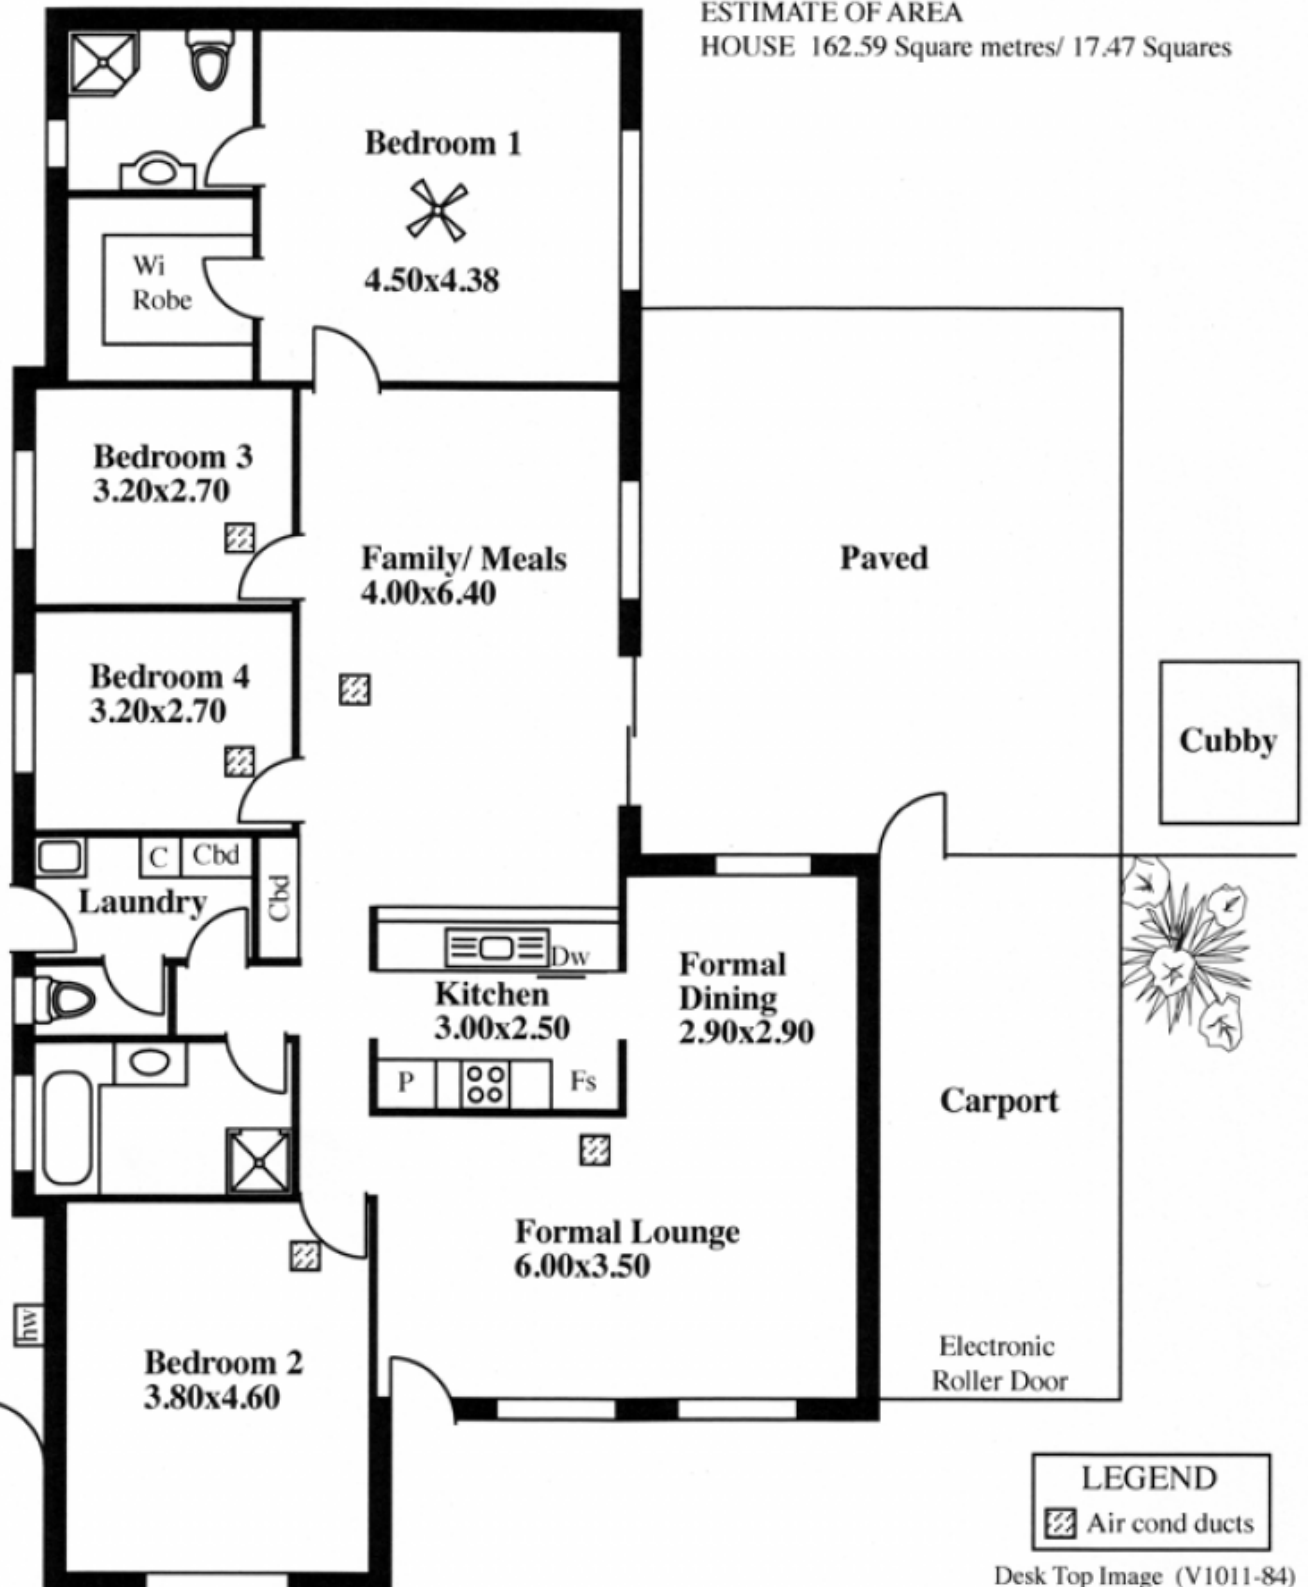 ESTIMATE OF AREA
HOUSE 162.59 Square metres/ 17.47 Squares
Bedroom 1
4.50x4.38
Wi
Robe
Bedroom 3
3.20x2.70
Family/ Meals
4.00x6.40
Paved
Bedroom 4
3.20x2.70
Cubby
C
Cbd
Cbd
Laundry
Dw
Kitchen
3.00x2.50
Formal
Dining
2.90x2.90
P
Fs
Carport
Formal Lounge
6.00x3.50
hw
Bedroom 2
3.80x4.60
Electronic
Roller Door
LEGEND
Air cond ducts
Desk Top Image (V1011-84)